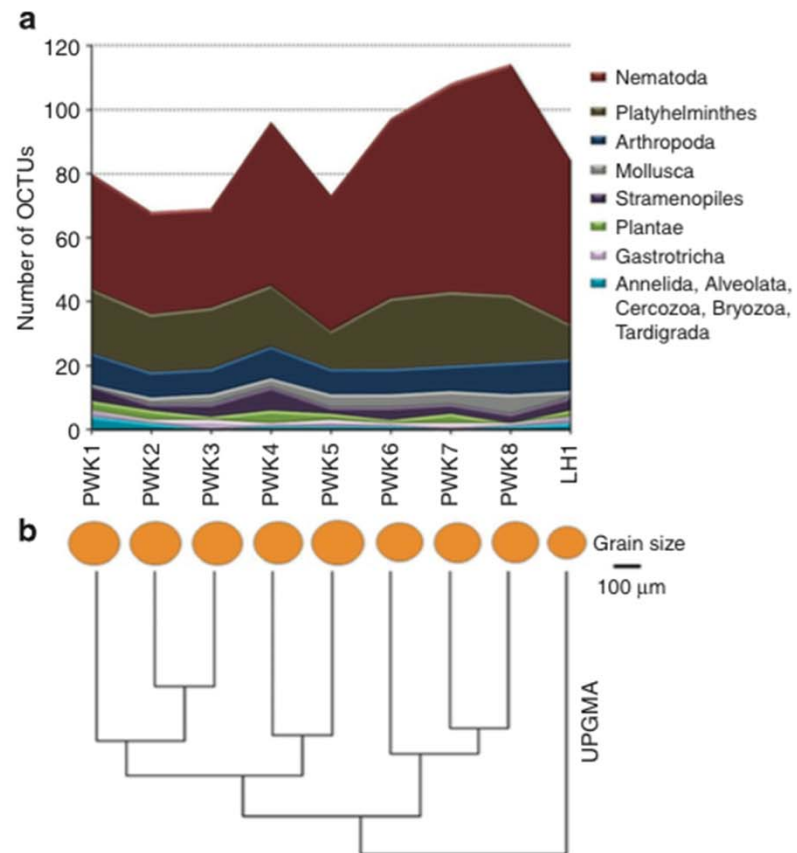 a
120
100
80
60
40
20
0
Number of OCTUs
PWK1
PWK2
PWK3
PWK4
PWK5
PWK6
PWK7
PWK8
LH1
Nematoda
Platyhelminthes
Arthropoda
Mollusca
Stramenopiles
Plantae
Gastrotricha
Annelida, Alveolata,
Cercozoa, Bryozoa,
Tardigrada
b
Grain size
100 μm
UPGMA